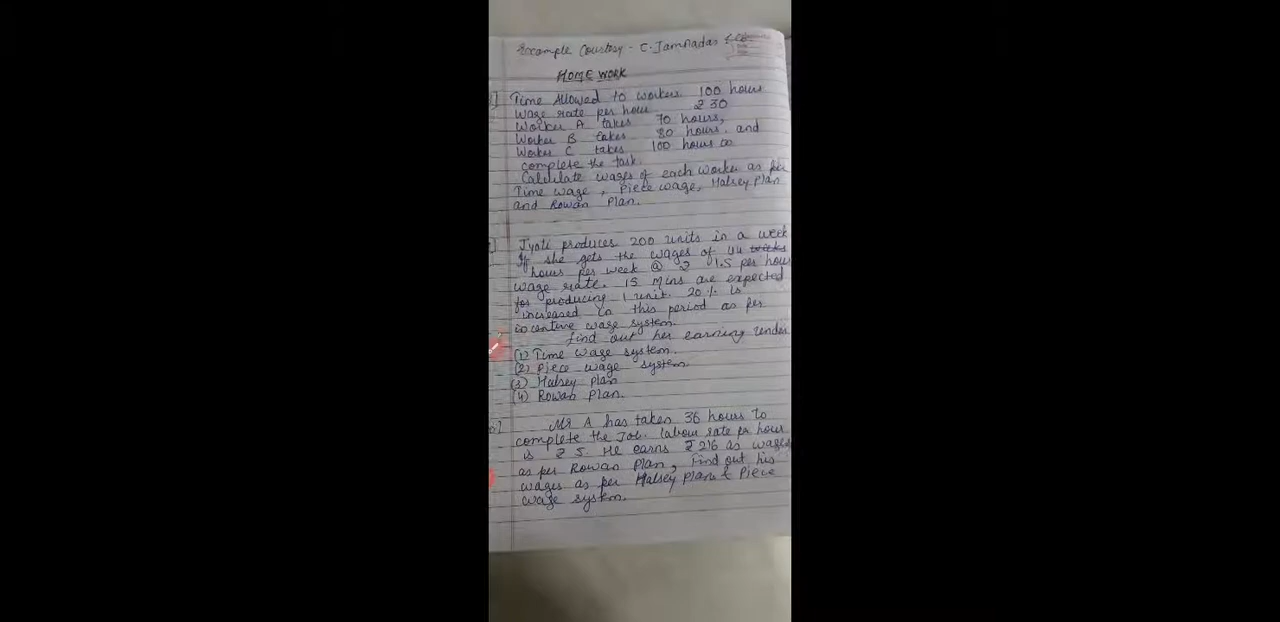 Example Courtesy - C. Jamnadas & Co.
HOME WORK
1] Time Allowed to worker 100 hours
Wage rate per hour ₹ 30
Worker A takes 70 hours,
Worker B takes 80 hours and
Worker C takes 100 hours to
complete the task.
Calculate wages of each worker as per
Time wage, Piece wage, Halsey Plan
and Rowan Plan.
] Jyoti produces 200 units in a week
If she gets the wages of 44 weeks
hours per week @ ₹ 1.5 per hour
wage rate. 15 mins are expected
for producing 1 unit. 20 % is
increased in this period as per
incentive wage system.
find out her earning under
(1) Time wage system.
(2) Piece wage system.
(3) Halsey plan
(4) Rowan Plan.
] Mr A has taken 36 hours to
complete the Job. labour rate per hour
is ₹ 5. He earns ₹ 216 as wages
as per Rowan Plan, Find out his
wages as per Halsey plan & Piece
wage system.